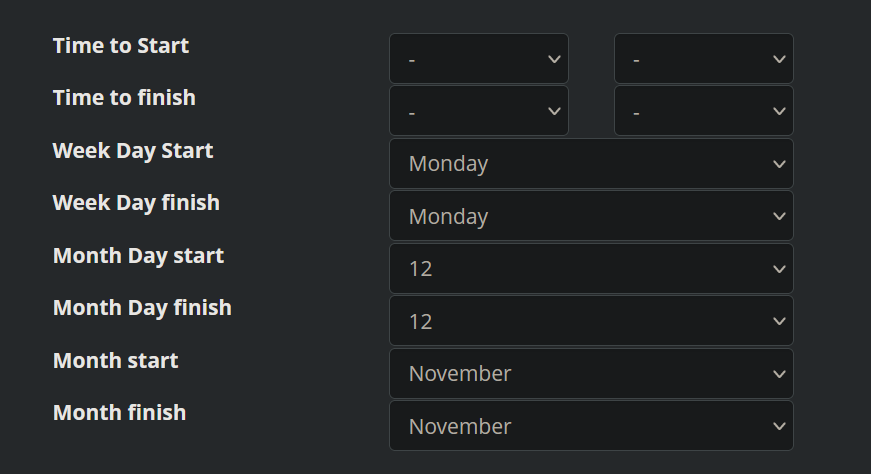 Time to Start - -
Time to finish - -
Week Day Start Monday
Week Day finish Monday
Month Day start 12
Month Day finish 12
Month start November
Month finish November